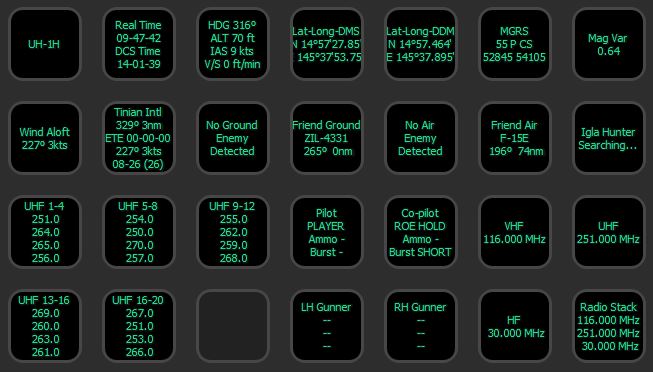 UH-1H
Real Time
09-47-42
DCS Time
14-01-39
HDG 316º
ALT 70 ft
IAS 9 kts
V/S 0 ft/min
Lat-Long-DMS
N 14°57'27.85'
145°37'53.75
Lat-Long-DDM
N 14°57.464'
E 145°37.895'
MGRS
55 P CS
52845 54105
Mag Var
0.64
Wind Aloft
227º 3kts
Tinian Intl
329º 3nm
ETE 00-00-00
227º 3kts
08-26 (26)
No Ground
Enemy
Detected
Friend Ground
ZIL-4331
265º 0nm
No Air
Enemy
Detected
Friend Air
F-15E
196º 74nm
Igla Hunter
Searching...
UHF 1-4
251.0
264.0
265.0
256.0
UHF 5-8
254.0
250.0
270.0
257.0
UHF 9-12
255.0
262.0
259.0
268.0
Pilot
PLAYER
Ammo -
Burst -
Co-pilot
ROE HOLD
Ammo -
Burst SHORT
VHF
116.000 MHz
UHF
251.000 MHz
UHF 13-16
269.0
260.0
263.0
261.0
UHF 16-20
267.0
251.0
253.0
266.0
LH Gunner
--
--
--
RH Gunner
--
--
--
HF
30.000 MHz
Radio Stack
116.000 MHz
251.000 MHz
30.000 MHz